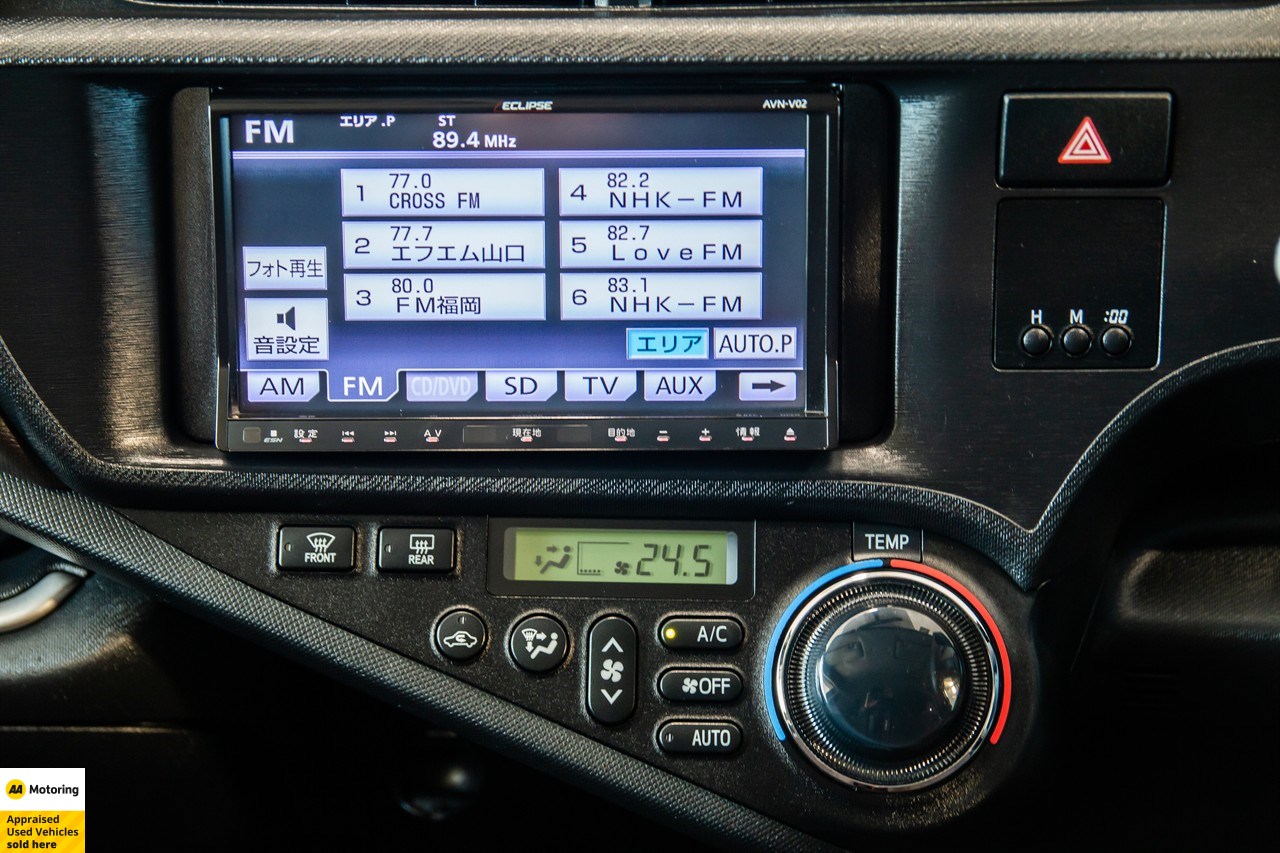 ECLIPSE
AVN-V02
FM
エリア.P
ST
89.4 MHz
1 77.0 CROSS FM
4 82.2 NHK-FM
2 77.7 エフエム山口
5 82.7 LoveFM
3 80.0 FM福岡
6 83.1 NHK-FM
フォト再生
音設定
エリア
AUTO.P
AM
FM
CD/DVD
SD
TV
AUX
ESN
設定
AV
現在地
目的地
情報
H
M
:00
FRONT
REAR
24.5
TEMP
A/C
OFF
AUTO
AA Motoring
Appraised
Used Vehicles
sold here